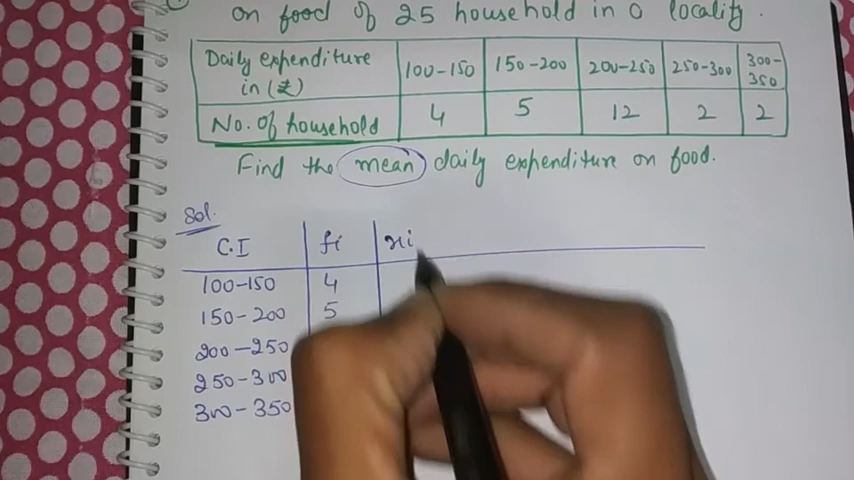 on food of 25 household in a locality.
Daily expenditure in (₹) 100-150 150-200 200-250 250-300 300-350
No. of household 4 5 12 2 2
Find the mean daily expenditure on food.
Sol.
C.I fi xi
100-150 4
150-200 5
200-250
250-300
300-350